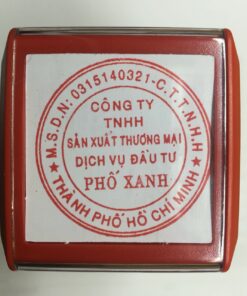 M.S.D.N: 0315140321-C.T.T.N.H.H
CÔNG TY
TNHH
SẢN XUẤT THƯƠNG MẠI
DỊCH VỤ ĐẦU TƯ
PHỐ XANH
★ THÀNH PHỐ HỒ CHÍ MINH ★